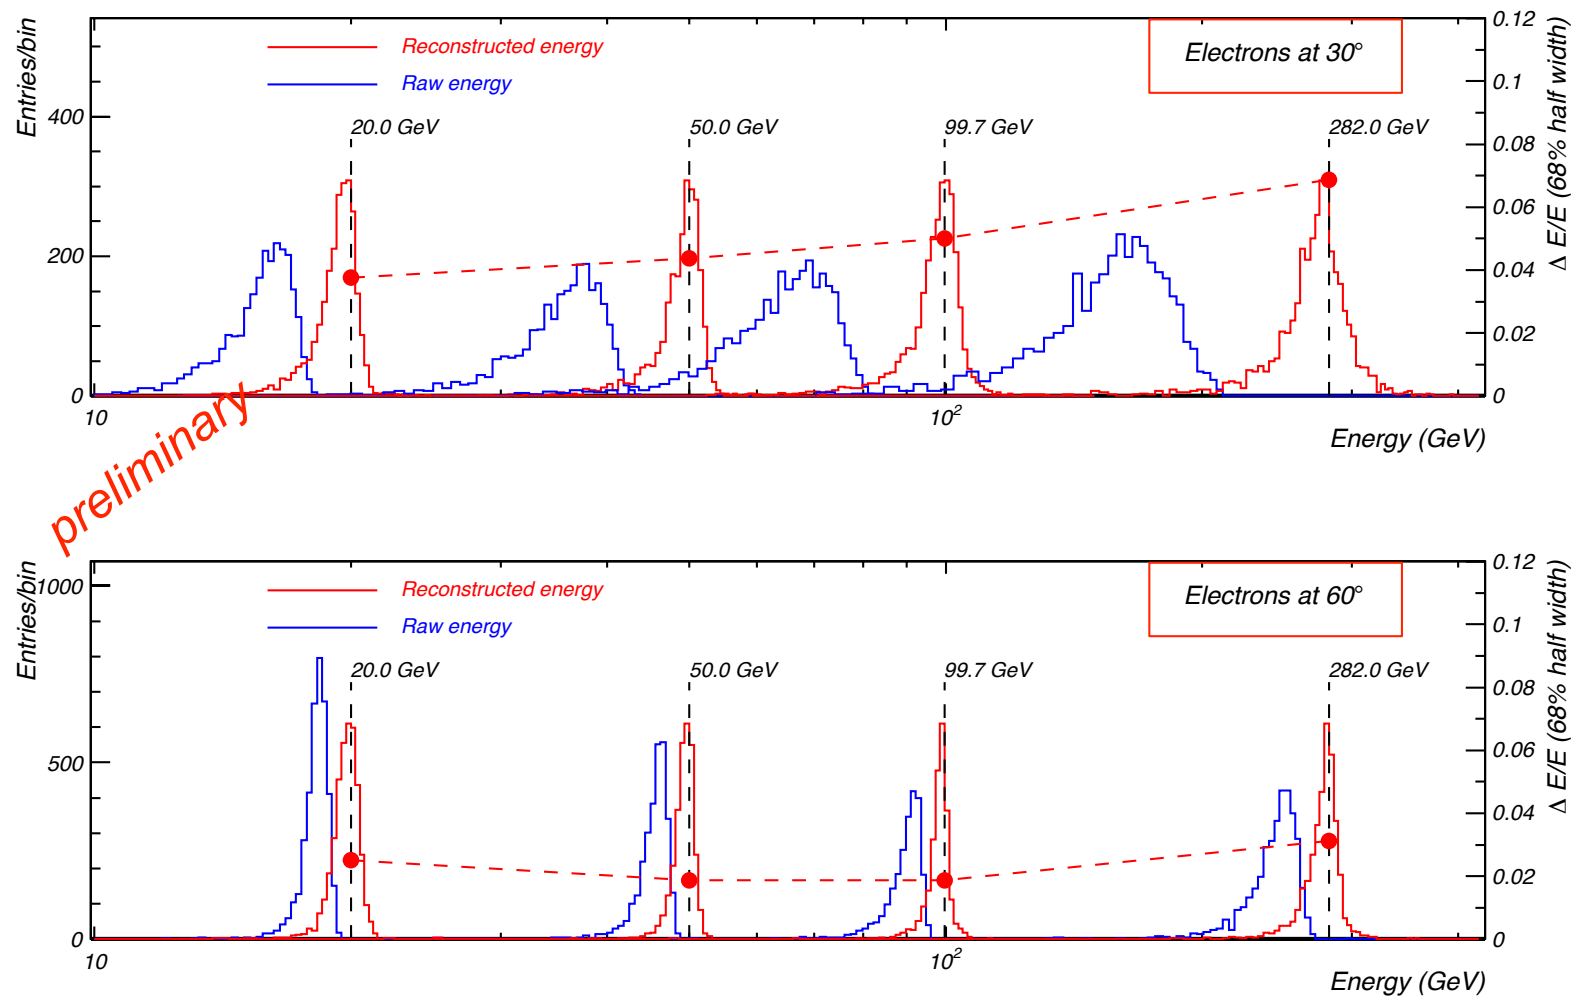 Entries/bin
Reconstructed energy
Raw energy
Electrons at 30°
20.0 GeV
50.0 GeV
99.7 GeV
282.0 GeV
400
200
0
0.12
0.1
0.08
0.06
0.04
0.02
0
Δ E/E (68% half width)
10
10²
Energy (GeV)
preliminary
Entries/bin
Reconstructed energy
Raw energy
Electrons at 60°
20.0 GeV
50.0 GeV
99.7 GeV
282.0 GeV
1000
500
0
0.12
0.1
0.08
0.06
0.04
0.02
0
Δ E/E (68% half width)
10
10²
Energy (GeV)